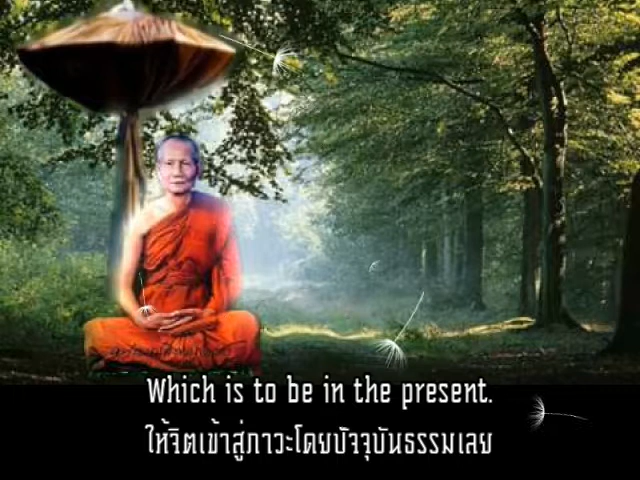 Which is to be in the present.
ให้จิตเข้าสู่ภาวะโดยปัจจุบันธรรมเลย